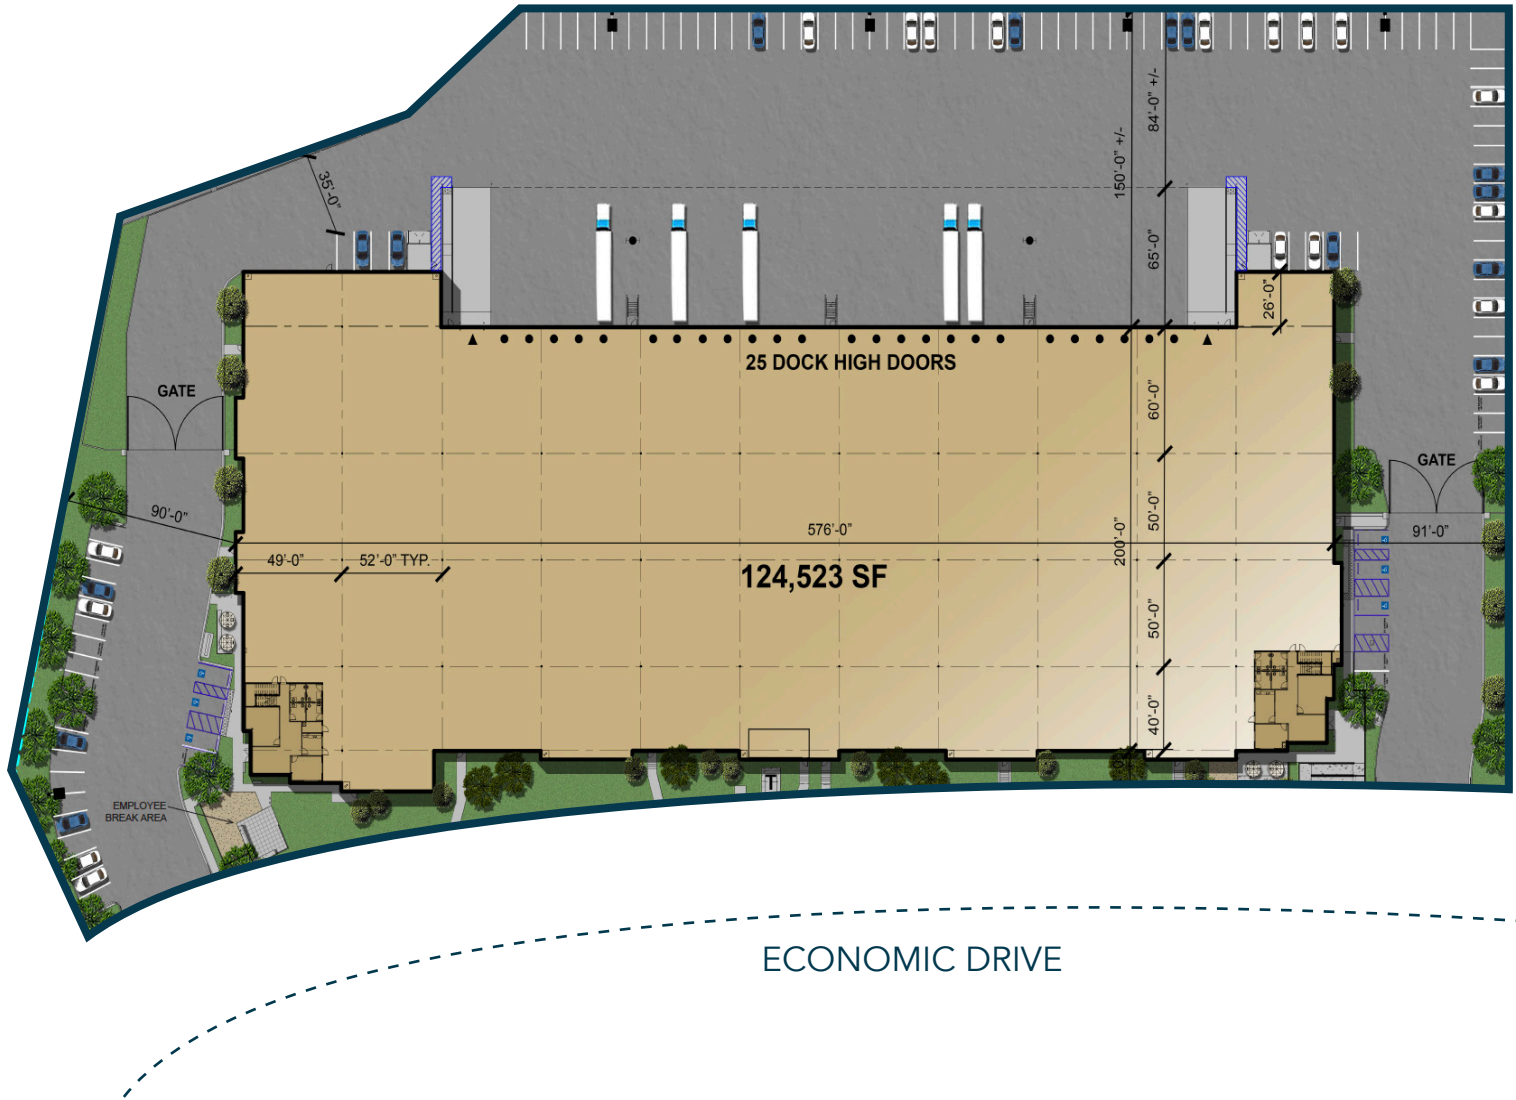 84'-0" +/-
150'-0" +/-
35'-0"
65'-0"
26'-0"
25 DOCK HIGH DOORS
GATE
60'-0"
GATE
90'-0"
50'-0"
576'-0"
91'-0"
200'-0"
49'-0"
52'-0" TYP.
124,523 SF
50'-0"
40'-0"
T
EMPLOYEE
BREAK AREA
ECONOMIC DRIVE